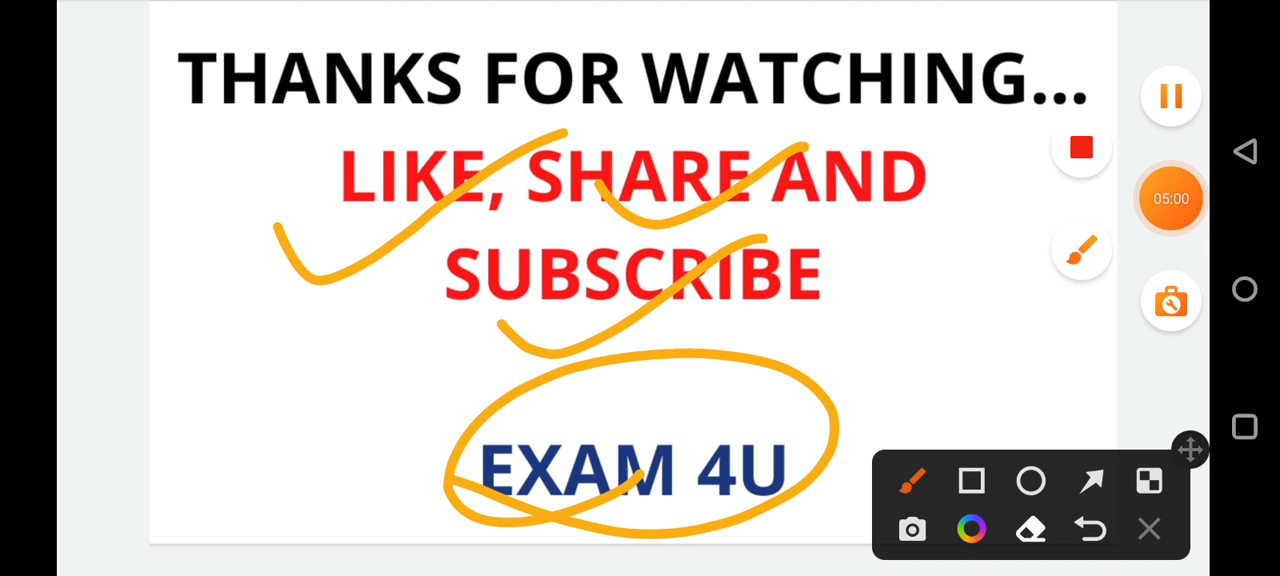 THANKS FOR WATCHING...
LIKE, SHARE AND
SUBSCRIBE
05:00
EXAM 4U